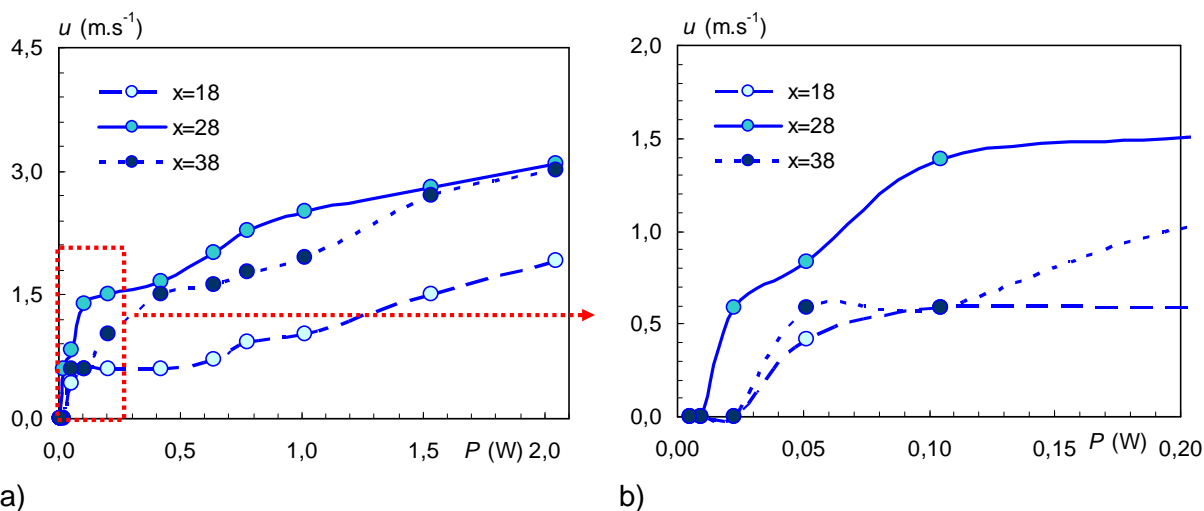 u (m.s⁻¹)
4,5
3,0
1,5
0,0
x=18
x=28
x=38
0,0 0,5 1,0 1,5 P (W) 2,0
a)
u (m.s⁻¹)
2,0
1,5
1,0
0,5
0,0
x=18
x=28
x=38
0,00 0,05 0,10 0,15 P (W) 0,20
b)